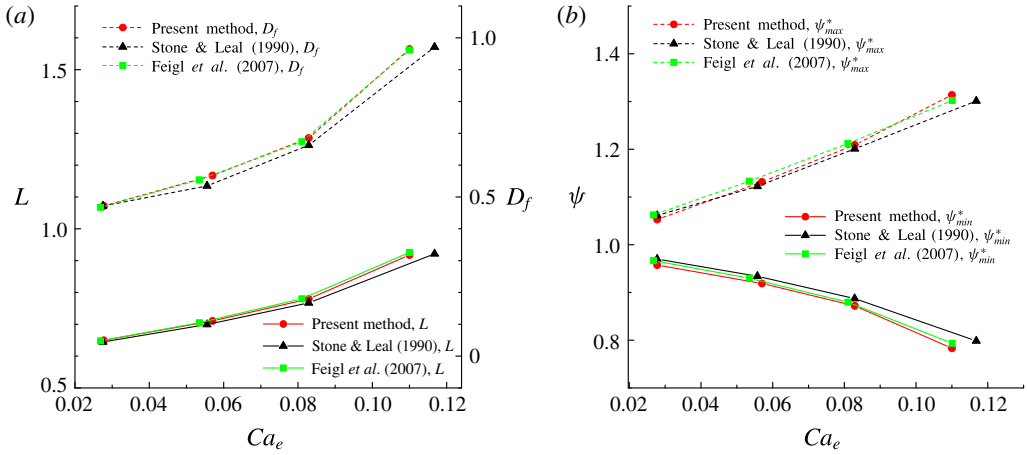 (a)
Present method, D_f
Stone & Leal (1990), D_f
Feigl et al. (2007), D_f
1.5
1.0
0.5
L
1.0
0.5
0
D_f
Present method, L
Stone & Leal (1990), L
Feigl et al. (2007), L
0.02 0.04 0.06 0.08 0.10 0.12
Ca_e
(b)
Present method, ψ*_max
Stone & Leal (1990), ψ*_max
Feigl et al. (2007), ψ*_max
1.4
1.2
1.0
0.8
ψ
Present method, ψ*_min
Stone & Leal (1990), ψ*_min
Feigl et al. (2007), ψ*_min
0.02 0.04 0.06 0.08 0.10 0.12
Ca_e